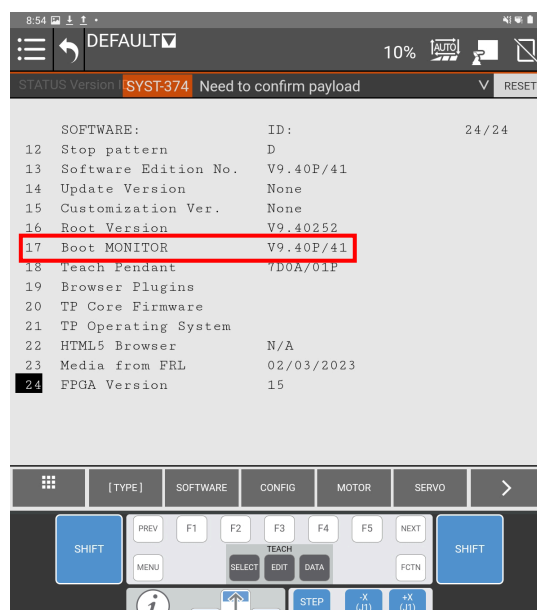 8:54
DEFAULT
10%
AUTO
STATUS Version I SYST-374 Need to confirm payload
RESET
SOFTWARE: ID: 24/24
12 Stop pattern D
13 Software Edition No. V9.40P/41
14 Update Version None
15 Customization Ver. None
16 Root Version V9.40252
17 Boot MONITOR V9.40P/41
18 Teach Pendant 7D0A/01P
19 Browser Plugins
20 TP Core Firmware
21 TP Operating System
22 HTML5 Browser N/A
23 Media from FRL 02/03/2023
24 FPGA Version 15
[ TYPE ] SOFTWARE CONFIG MOTOR SERVO
SHIFT PREV F1 F2 F3 F4 F5 NEXT SHIFT
TEACH
MENU SELECT EDIT DATA FCTN
i STEP -X (J1) +X (J1)